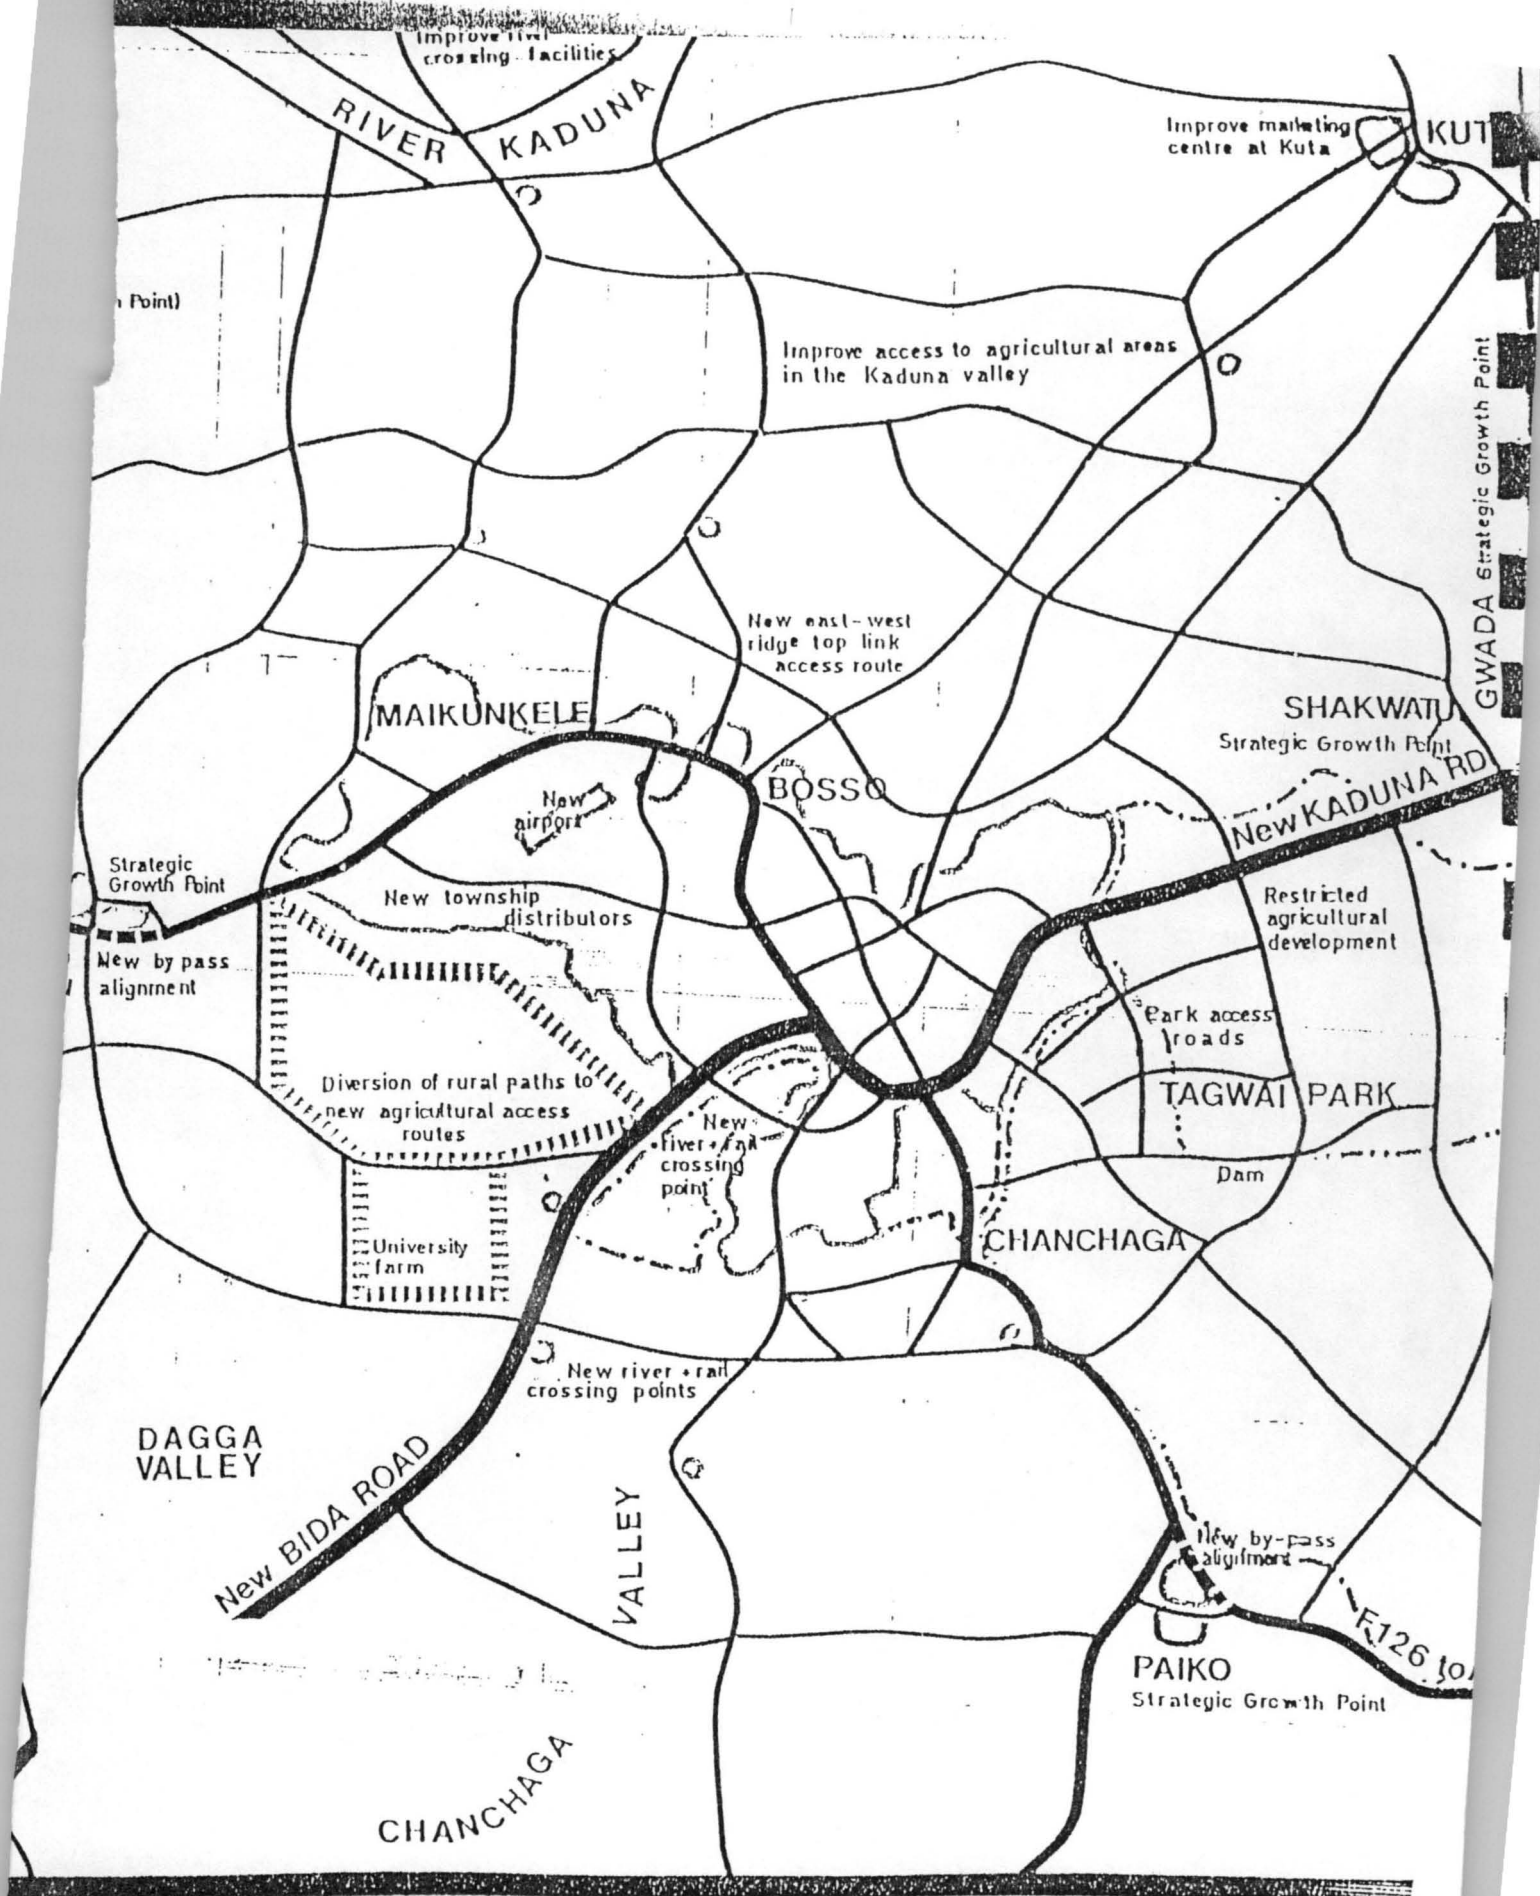 Improve river
crossing facilities
RIVER KADUNA
Improve marketing
centre at Kuta
KUT
Point)
Improve access to agricultural areas
in the Kaduna valley
GWADA Strategic Growth Point
New east-west
ridge top link
access route
MAIKUNKELE
SHAKWATU
Strategic Growth Point
BOSSO
New
airport
New KADUNA RD
Strategic
Growth Point
New township
distributors
Restricted
agricultural
development
New by pass
alignment
Park access
roads
Diversion of rural paths to
new agricultural access
routes
TAGWAI PARK
New
river + rail
crossing
point
Dam
University
farm
CHANCHAGA
New river + rail
crossing points
DAGGA
VALLEY
New BIDA ROAD
VALLEY
New by-pass
alignment
F126 to
PAIKO
Strategic Growth Point
CHANCHAGA